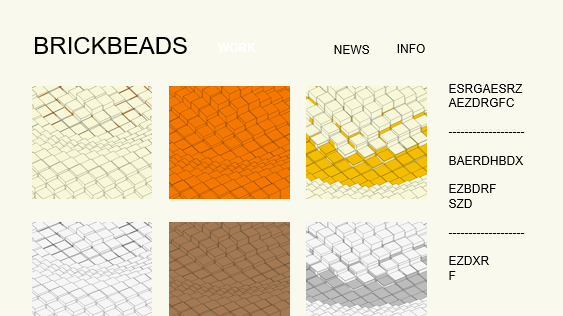 BRICKBEADS
WORK
NEWS
INFO
ESRGAESRZ
AEZDRGFC
-------------------
BAERDHBDX
EZBDRF
SZD
-------------------
EZDXR
F